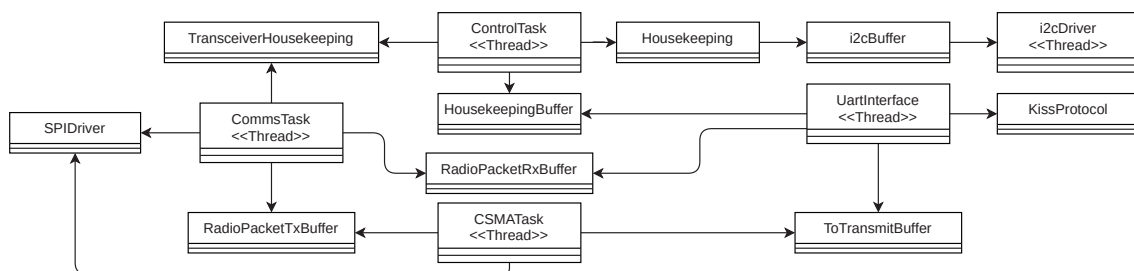 TransceiverHousekeeping
ControlTask
<<Thread>>
Housekeeping
i2cBuffer
i2cDriver
<<Thread>>
SPIDriver
CommsTask
<<Thread>>
HousekeepingBuffer
UartInterface
<<Thread>>
KissProtocol
RadioPacketRxBuffer
RadioPacketTxBuffer
CSMATask
<<Thread>>
ToTransmitBuffer